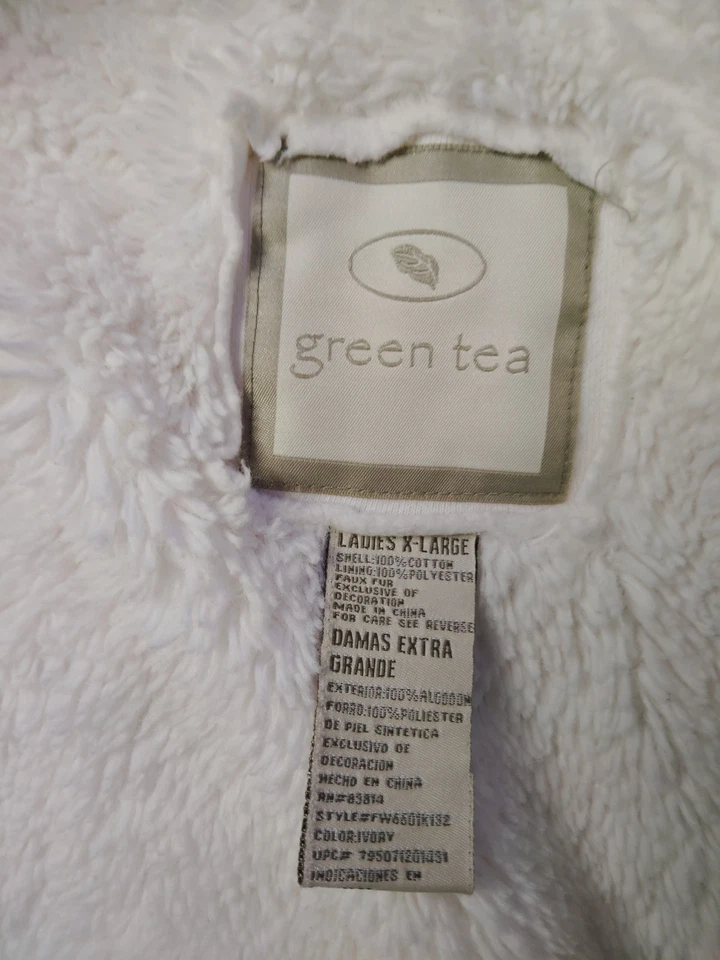 green tea
LADIES X-LARGE
SHELL:100%COTTON
LINING:100%POLYESTER
FAUX FUR
EXCLUSIVE OF
DECORATION
MADE IN CHINA
FOR CARE SEE REVERSE
DAMAS EXTRA
GRANDE
EXTERIOR:100%ALGODON
FORRO:100%POLIESTER
DE PIEL SINTETICA
EXCLUSIVO DE
DECORACION
HECHO EN CHINA
RN#83814
STYLE#FW6601K132
COLOR:IVORY
UPC#
INDICACIONES EN